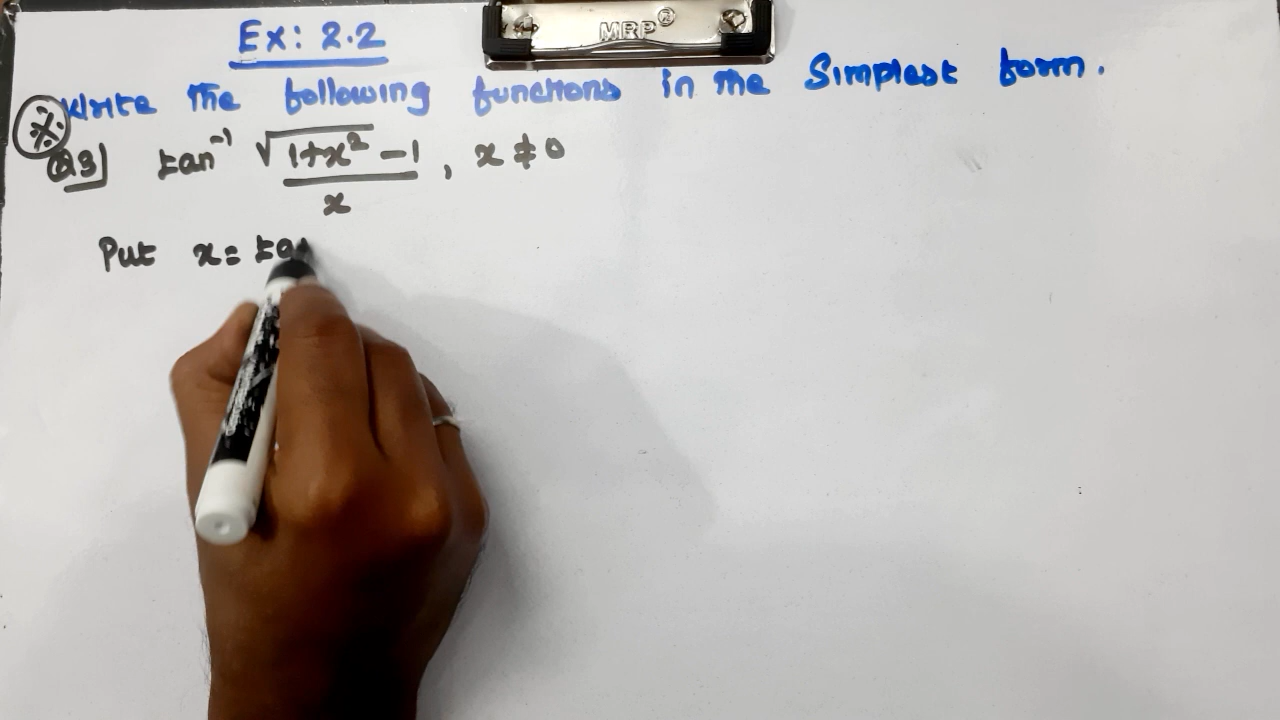 MRP®
Ex: 2.2
Write the following functions in the Simplest form.
Q3] tan⁻¹ √1+x² -1 / x , x ≠ 0
Put x = tan